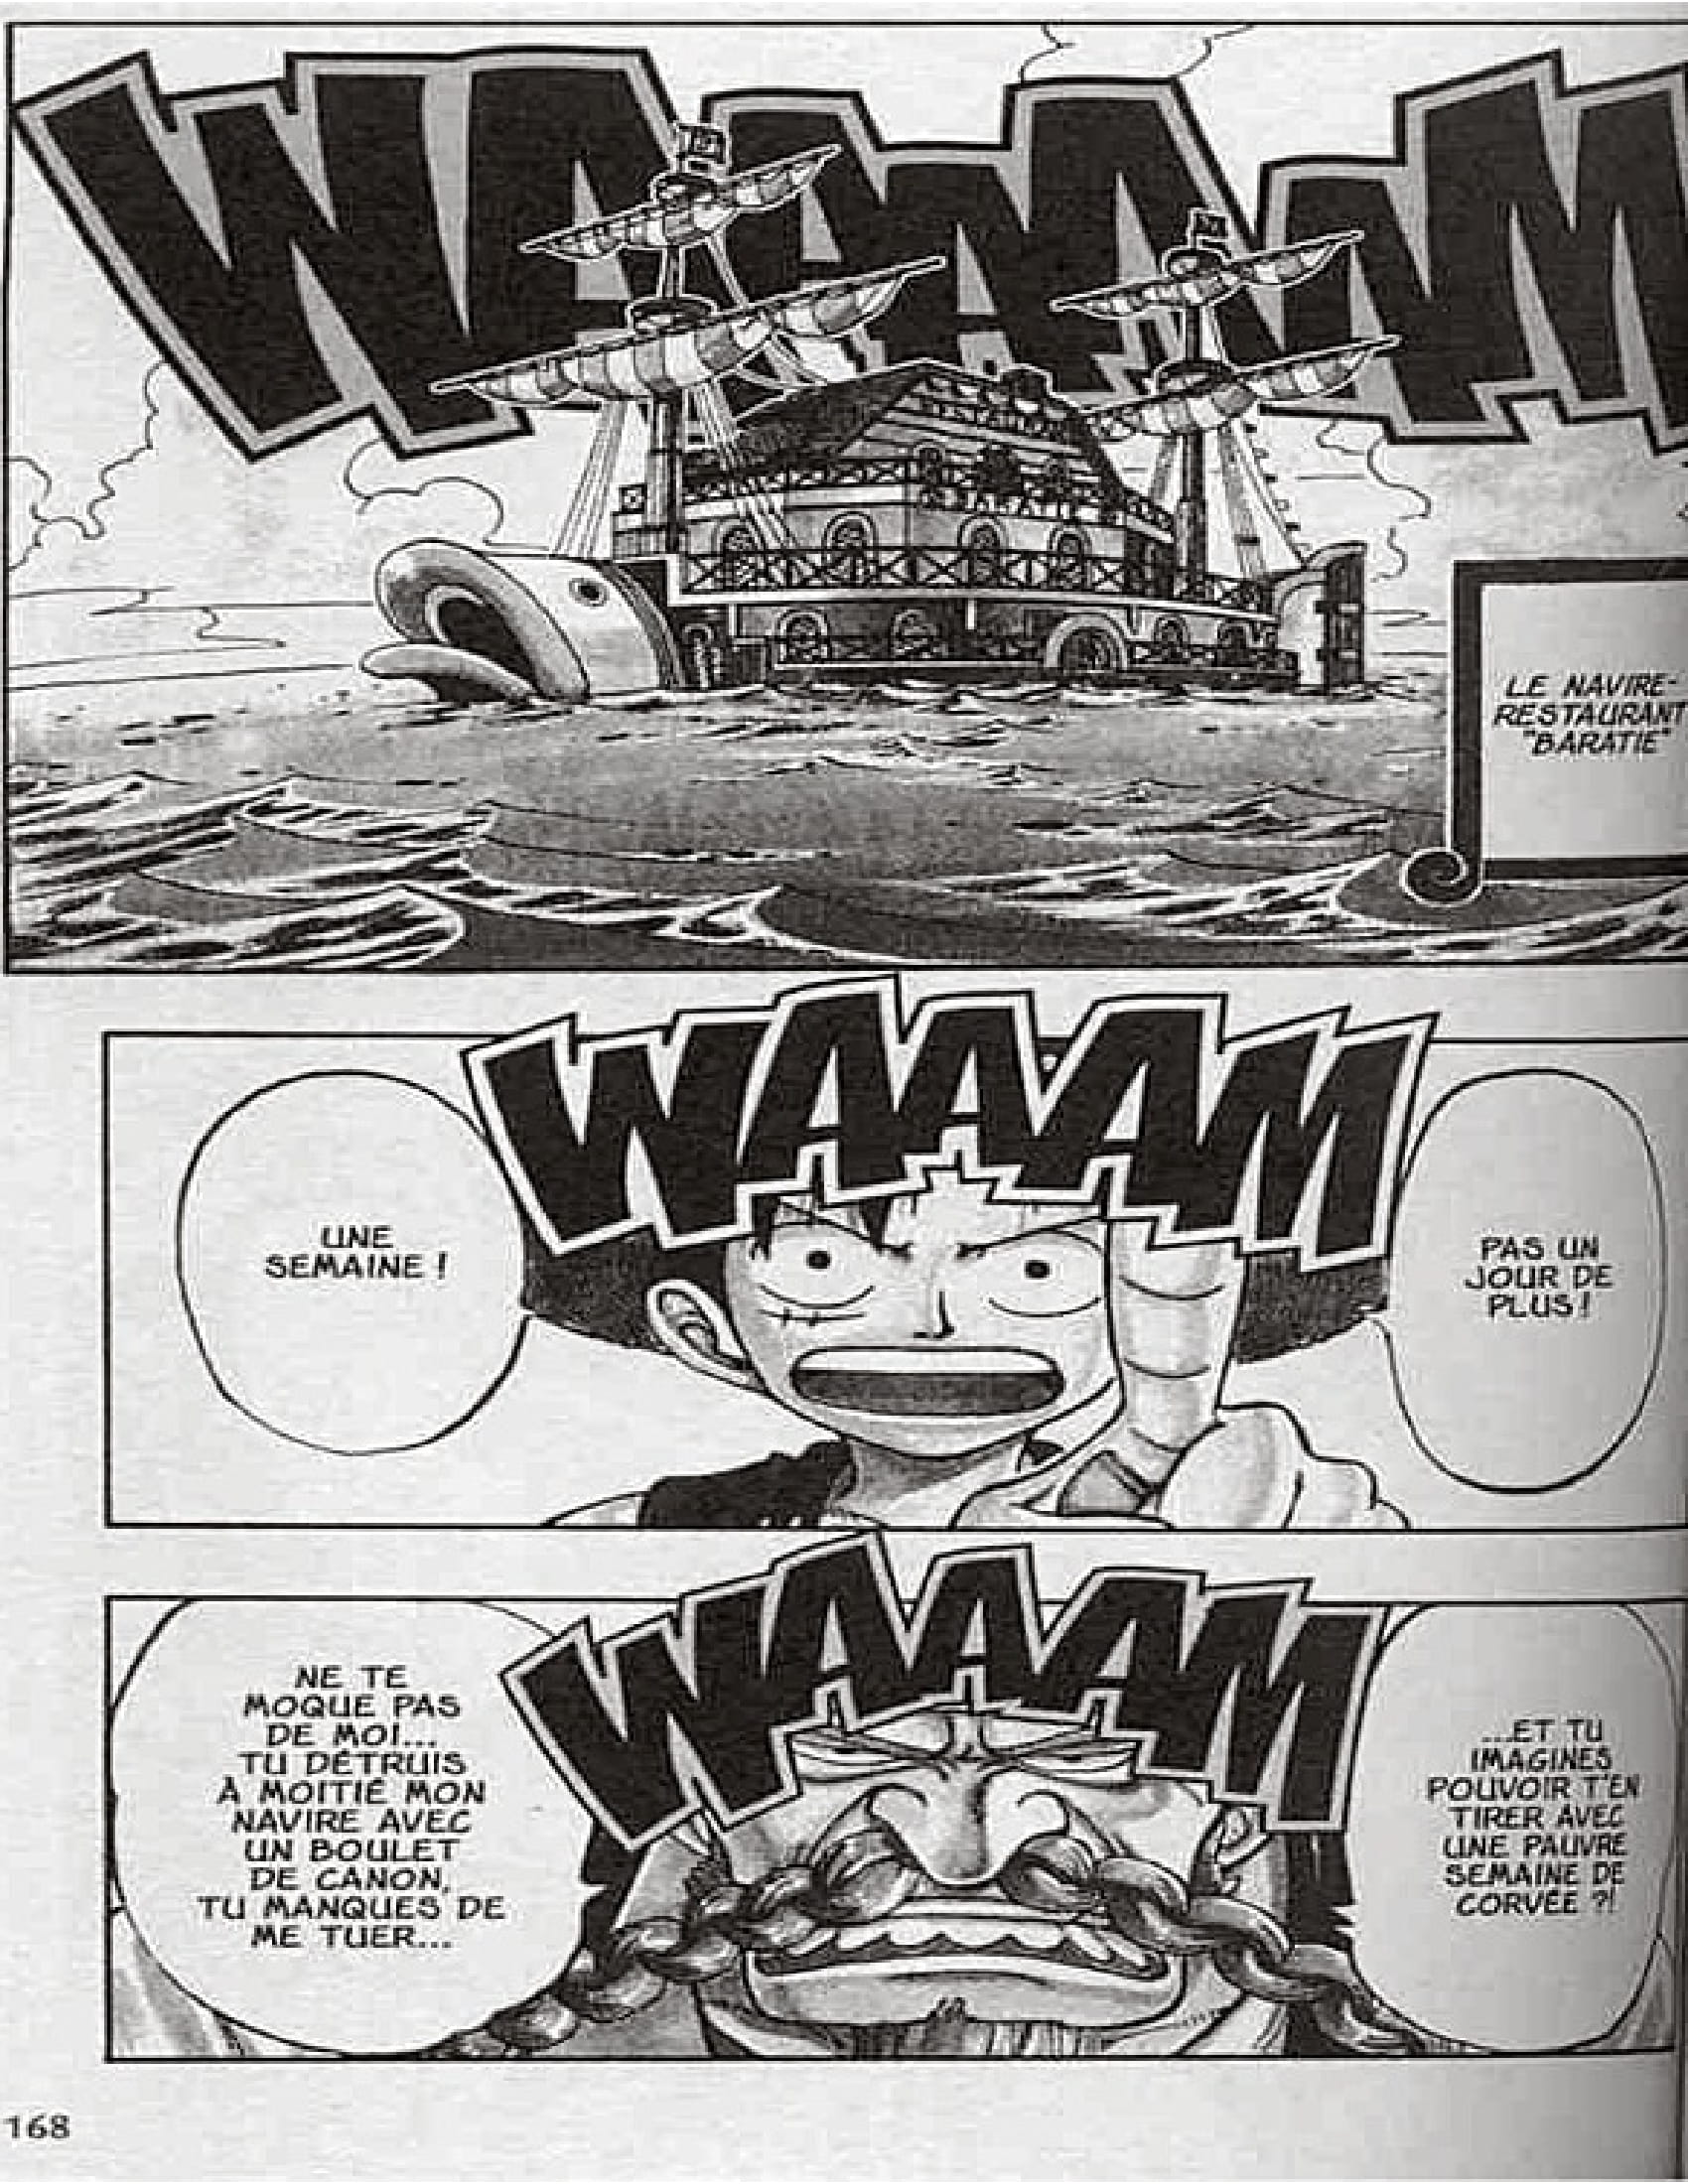 WAAAM
LE NAVIRE-
RESTAURANT
"BARATIE"
WAAAM
UNE
SEMAINE !
PAS UN
JOUR DE
PLUS !
WAAAM
NE TE
MOQUE PAS
DE MOI...
TU DÉTRUIS
À MOITIÉ MON
NAVIRE AVEC
UN BOULET
DE CANON,
TU MANQUES DE
ME TUER...
...ET TU
IMAGINES
POUVOIR T'EN
TIRER AVEC
UNE PAUVRE
SEMAINE DE
CORVÉE ?!
168